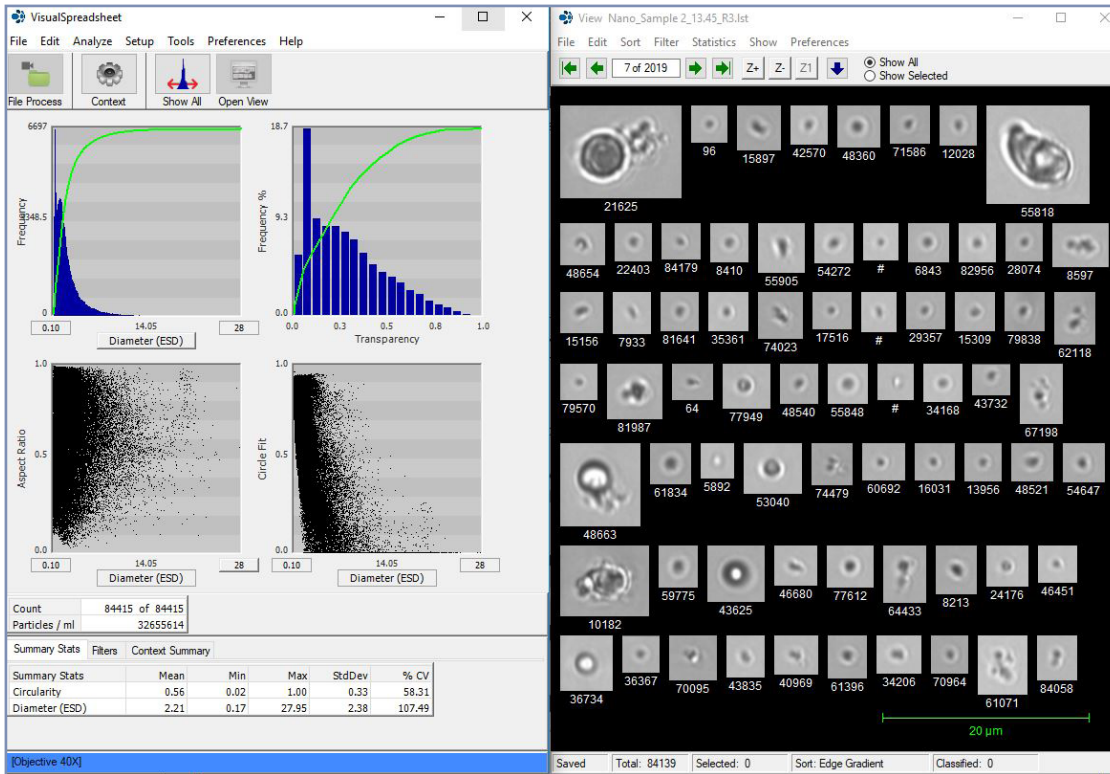 VisualSpreadsheet
File Edit Analyze Setup Tools Preferences Help
File Process Context Show All Open View
6697
3348.5
0
Frequency
0.10 14.05 28
Diameter (ESD)
18.7
9.3
0.0
Frequency %
0.0 0.3 0.5 0.8 1.0
Transparency
1.0
0.5
0.0
Aspect Ratio
0.10 14.05 28
Diameter (ESD)
1.0
0.5
0.0
Circle Fit
0.10 14.05 28
Diameter (ESD)
Count 84415 of 84415
Particles / ml 32655614
Summary Stats Filters Context Summary
Summary Stats Mean Min Max StdDev % CV
Circularity 0.56 0.02 1.00 0.33 58.31
Diameter (ESD) 2.21 0.17 27.95 2.38 107.49
[Objective 40X]
View Nano_Sample 2_13.45_R3.lst
File Edit Sort Filter Statistics Show Preferences
7 of 2019 Z+ Z- Z1 Show All
Show Selected
21625 96 15897 42570 48360 71586 12028 55818
48654 22403 84179 8410 55905 54272 # 6843 82956 28074 8597
15156 7933 81641 35361 74023 17516 # 29357 15309 79838 62118
79570 81987 64 77949 48540 55848 # 34168 43732 67198
48663 61834 5892 53040 74479 60692 16031 13956 48521 54647
10182 59775 43625 46680 77612 64433 8213 24176 46451
36734 36367 70095 43835 40969 61396 34206 70964 61071 84058
20 µm
Saved Total: 84139 Selected: 0 Sort: Edge Gradient Classified: 0